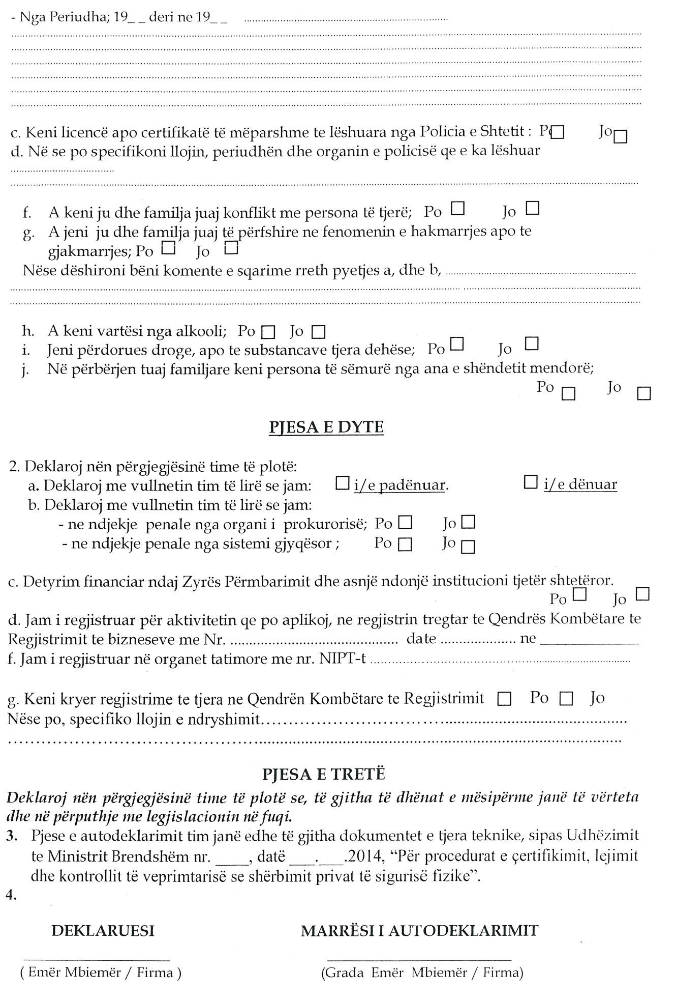 - Nga Periudha; 19_ _ deri ne 19_ _ ........................................................
................................................................................
................................................................................
................................................................................
................................................................................
................................................................................
................................................................................
c. Keni licencë apo certifikatë të mëparshme te lëshuara nga Policia e Shtetit : Po☐ Jo☐
d. Në se po specifikoni llojin, periudhën dhe organin e policisë qe e ka lëshuar
....................................
................................................................................
f. A keni ju dhe familja juaj konflikt me persona të tjerë; Po ☐ Jo ☐
g. A jeni ju dhe familja juaj të përfshire ne fenomenin e hakmarrjes apo te
gjakmarrjes; Po ☐ Jo ☐
Nëse dëshironi bëni komente e sqarime rreth pyetjes a, dhe b, ........................................
................................................................................
................................................................................
h. A keni vartësi nga alkooli; Po ☐ Jo ☐
i. Jeni përdorues droge, apo te substancave tjera dehëse; Po ☐ Jo ☐
j. Në përbërjen tuaj familjare keni persona të sëmurë nga ana e shëndetit mendorë;
Po ☐ Jo ☐
PJESA E DYTE
2. Deklaroj nën përgjegjësinë time të plotë:
a. Deklaroj me vullnetin tim të lirë se jam: ☐ i/e padënuar. ☐ i/e dënuar
b. Deklaroj me vullnetin tim të lirë se jam:
- ne ndjekje penale nga organi i prokurorisë; Po ☐ Jo ☐
- ne ndjekje penale nga sistemi gjyqësor ; Po ☐ Jo ☐
c. Detyrim financiar ndaj Zyrës Përmbarimit dhe asnjë ndonjë institucioni tjetër shtetëror.
Po ☐ Jo ☐
d. Jam i regjistruar për aktivitetin qe po aplikoj, ne regjistrin tregtar te Qendrës Kombëtare te
Regjistrimit te bizneseve me Nr. ........................................ date .................... ne _____________
f. Jam i regjistruar në organet tatimore me nr. NIPT-t ........................................................
g. Keni kryer regjistrime te tjera ne Qendrën Kombëtare te Regjistrimit ☐ Po ☐ Jo
Nëse po, specifiko llojin e ndryshimit................................................................
................................................................................
PJESA E TRETË
Deklaroj nën përgjegjësinë time të plotë se, të gjitha të dhënat e mësipërme janë të vërteta
dhe në përputhje me legjislacionin në fuqi.
3. Pjese e autodeklarimit tim janë edhe të gjitha dokumentet e tjera teknike, sipas Udhëzimit
te Ministrit Brendshëm nr. ____, datë ___.___.2014, “Për procedurat e çertifikimit, lejimit
dhe kontrollit të veprimtarisë se shërbimit privat të sigurisë fizike”.
4.
DEKLARUESI MARRËSI I AUTODEKLARIMIT
___________________ ________________________
( Emër Mbiemër / Firma ) (Grada Emër Mbiemër / Firma)